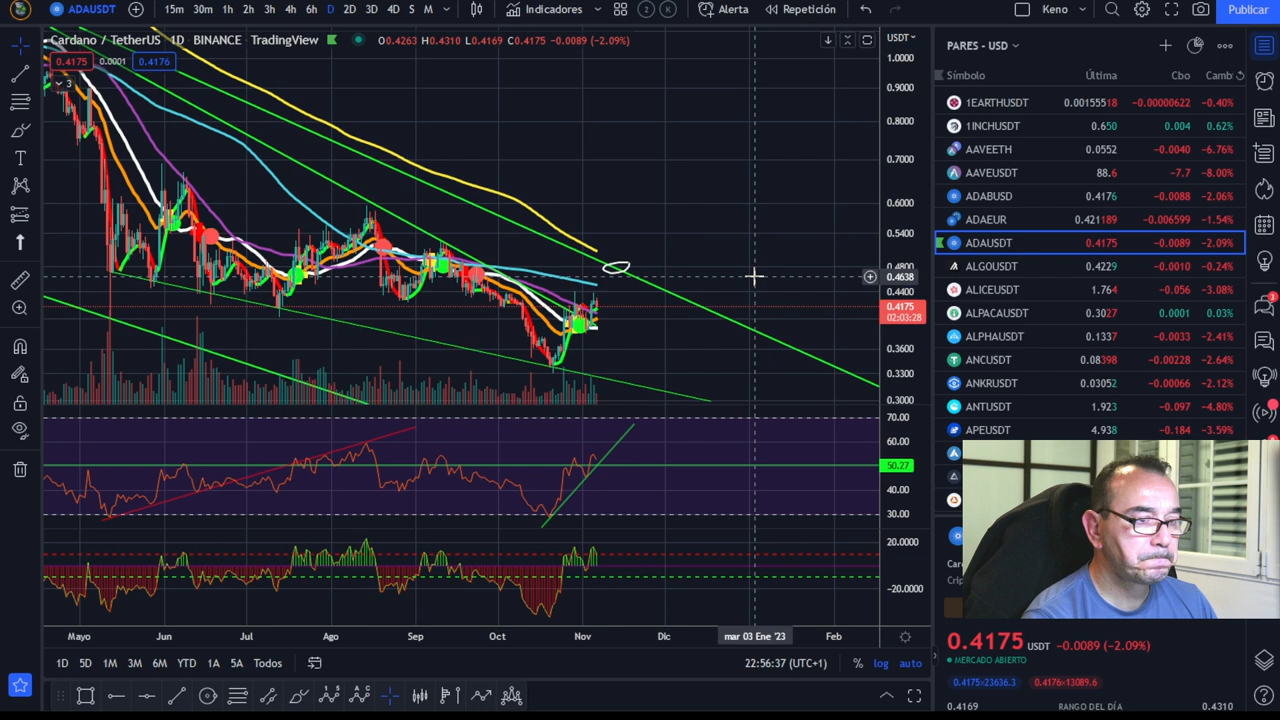 ADAUSDT 15m 30m 1h 2h 3h 4h 6h D 2D 3D 4D S M Indicadores 2 K Alerta Repetición Keno Publicar
Cardano / TetherUS 1D BINANCE TradingView O0.4263 H0.4310 L0.4169 C0.4175 -0.0089 (-2.09%) USDT
PARES - USD
0.4175 0.0001 0.4176
3
Símbolo Última Cbo Camb
1EARTHUSDT 0.00155518 -0.00000622 -0.40%
1INCHUSDT 0.650 0.004 0.62%
AAVEETH 0.0552 -0.0040 -6.76%
AAVEUSDT 88.6 -7.7 -8.00%
ADABUSD 0.4176 -0.0088 -2.06%
ADAEUR 0.421189 -0.006599 -1.54%
ADAUSDT 0.4175 -0.0089 -2.09%
ALGOUSDT 0.4229 -0.0010 -0.24%
ALICEUSDT 1.764 -0.056 -3.08%
ALPACAUSDT 0.3027 0.0001 0.03%
ALPHAUSDT 0.1337 -0.0033 -2.41%
ANCUSDT 0.08398 -0.00228 -2.64%
ANKRUSDT 0.03052 -0.00066 -2.12%
ANTUSDT 1.923 -0.097 -4.80%
APEUSDT 4.938 -0.184 -3.59%
1.0000
0.9000
0.8000
0.7000
0.6000
0.5400
0.4800
0.4638
0.4400
0.4175
02:03:28
0.3600
0.3300
0.3000
70.00
60.00
50.27
40.00
30.00
20.0000
-20.0000
Mayo Jun Jul Ago Sep Oct Nov Dic mar 03 Ene '23 Feb
1D 5D 1M 3M 6M YTD 1A 5A Todos 22:56:37 (UTC+1) % log auto
0.4175 USDT -0.0089 (-2.09%)
MERCADO ABIERTO
0.4175×23636.3 0.4176×13089.6
0.4169 RANGO DEL DÍA 0.4310